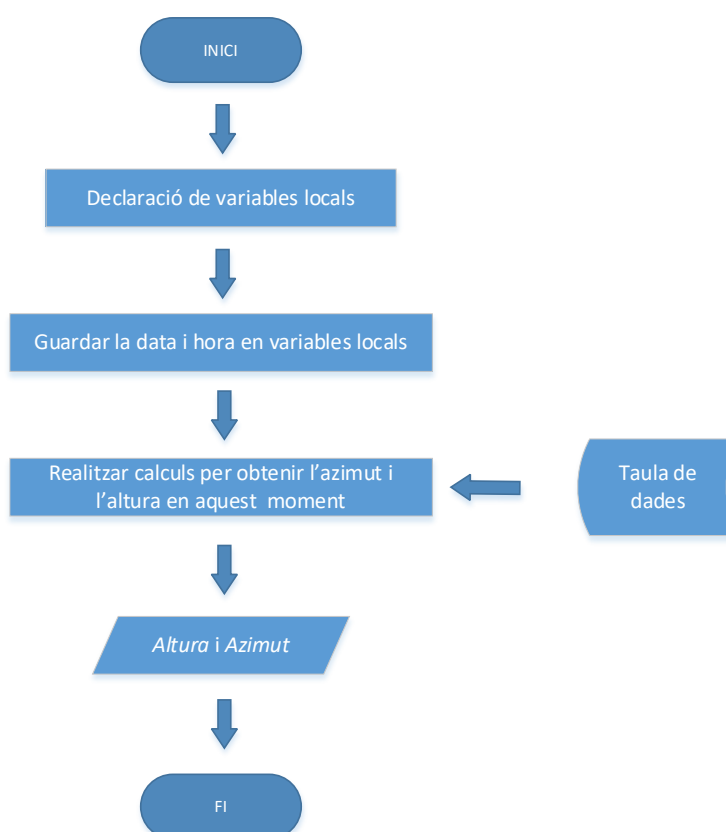 INICI
Declaració de variables locals
Guardar la data i hora en variables locals
Realitzar calculs per obtenir l’azimut i
l’altura en aquest moment
Taula de
dades
Altura i Azimut
FI